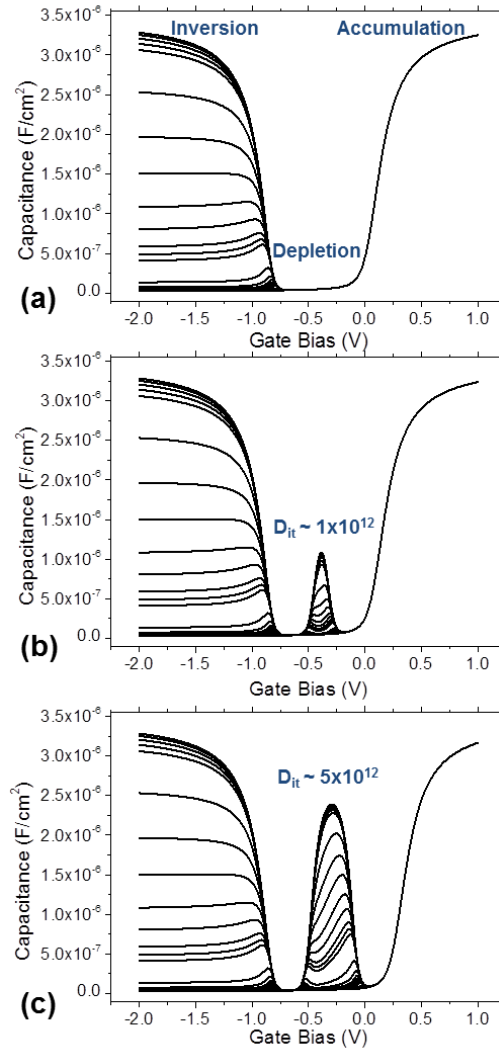 Inversion Accumulation
3.5x10⁻⁶
3.0x10⁻⁶
2.5x10⁻⁶
2.0x10⁻⁶
1.5x10⁻⁶
1.0x10⁻⁶
5.0x10⁻⁷
0.0
Capacitance (F/cm²)
Depletion
(a)
-2.0 -1.5 -1.0 -0.5 0.0 0.5 1.0
Gate Bias (V)
3.5x10⁻⁶
3.0x10⁻⁶
2.5x10⁻⁶
2.0x10⁻⁶
1.5x10⁻⁶
1.0x10⁻⁶
5.0x10⁻⁷
0.0
Capacitance (F/cm²)
Dit ~ 1x10¹²
(b)
-2.0 -1.5 -1.0 -0.5 0.0 0.5 1.0
Gate Bias (V)
3.5x10⁻⁶
3.0x10⁻⁶
2.5x10⁻⁶
2.0x10⁻⁶
1.5x10⁻⁶
1.0x10⁻⁶
5.0x10⁻⁷
0.0
Capacitance (F/cm²)
Dit ~ 5x10¹²
(c)
-2.0 -1.5 -1.0 -0.5 0.0 0.5 1.0
Gate Bias (V)